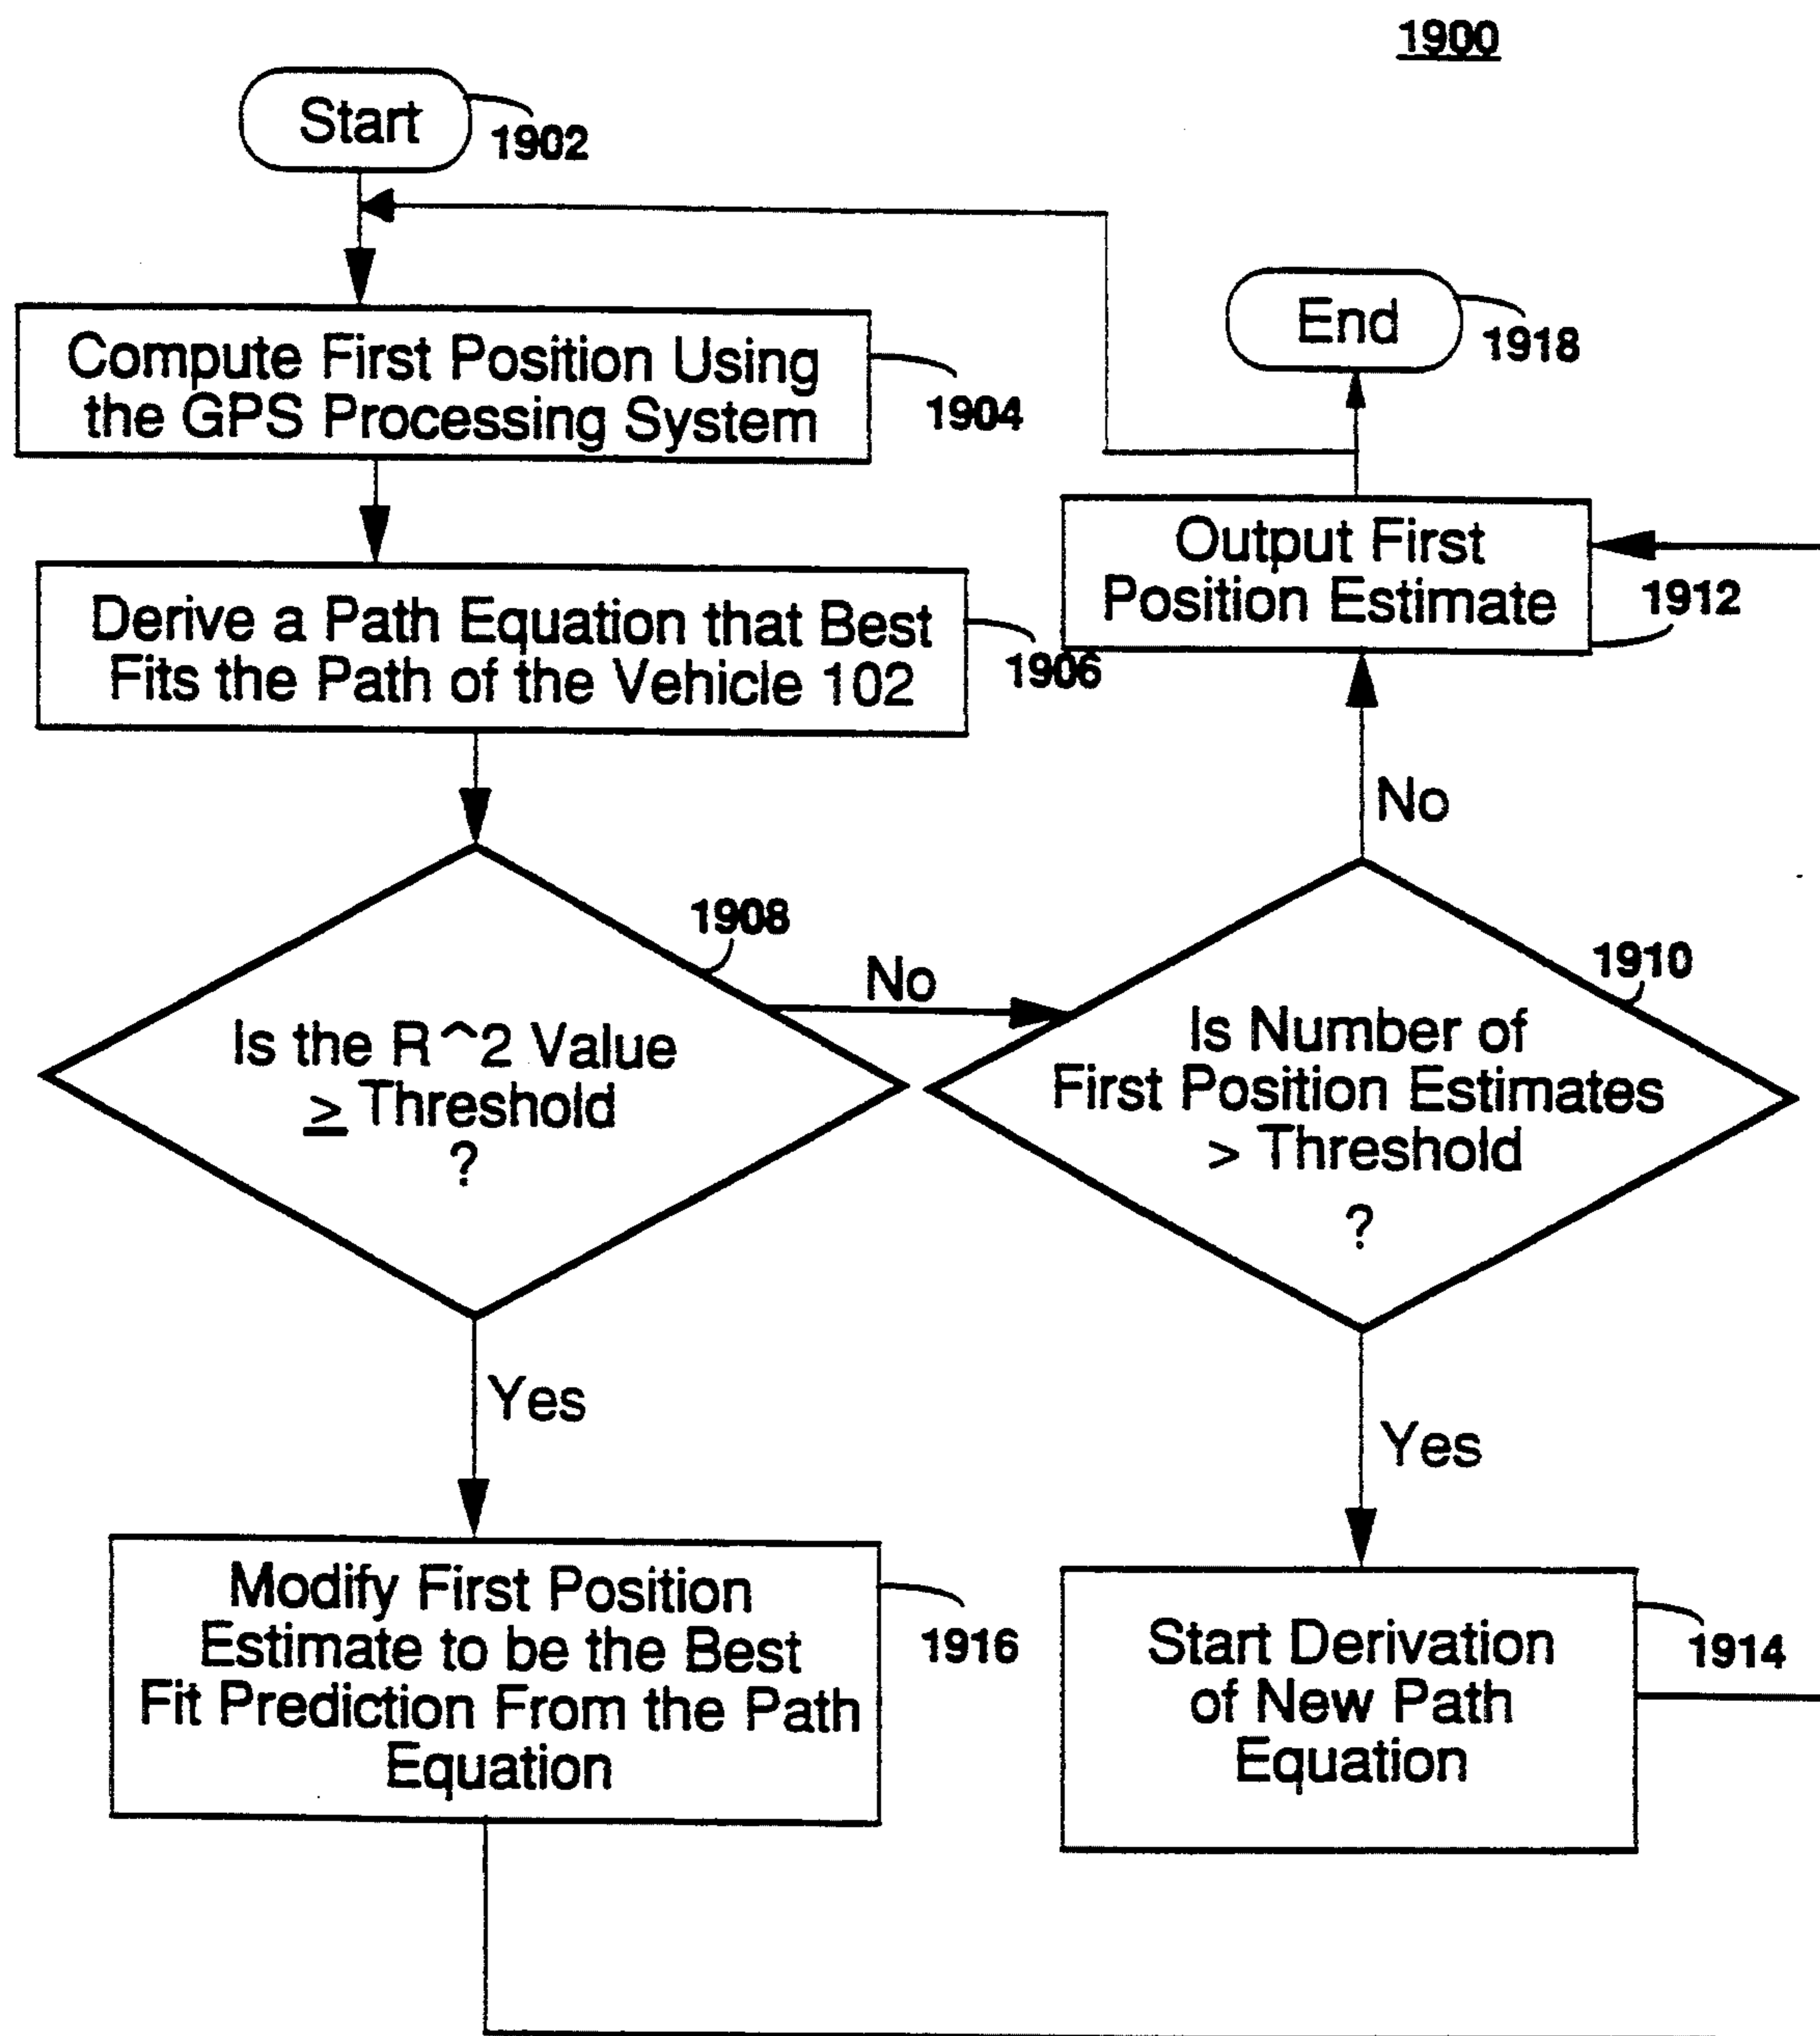 1900
Start
1902
Compute First Position Using
the GPS Processing System
1904
Derive a Path Equation that Best
Fits the Path of the Vehicle 102
1906
Is the R^2 Value
≥ Threshold
?
1908
No
Yes
Modify First Position
Estimate to be the Best
Fit Prediction From the Path
Equation
1916
End
1918
Output First
Position Estimate
1912
No
1910
Is Number of
First Position Estimates
> Threshold
?
Yes
Start Derivation
of New Path
Equation
1914